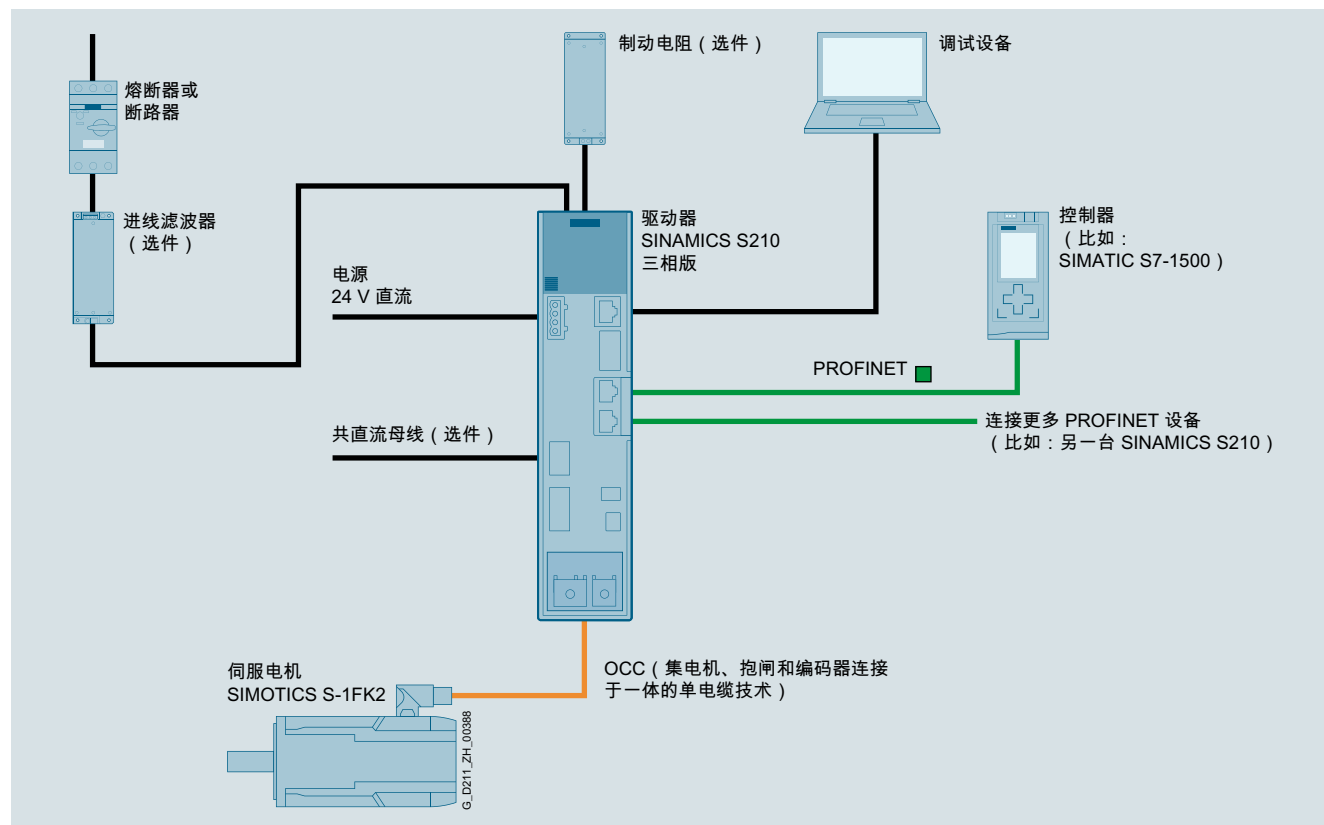 制动电阻（选件）
调试设备
熔断器或
断路器
进线滤波器
（选件）
驱动器
SINAMICS S210
三相版
控制器
（比如：
SIMATIC S7-1500）
电源
24 V 直流
PROFINET
连接更多 PROFINET 设备
（比如：另一台 SINAMICS S210）
共直流母线（选件）
伺服电机
SIMOTICS S-1FK2
OCC（集电机、抱闸和编码器连接
于一体的单电缆技术）
G_D211_ZH_00388